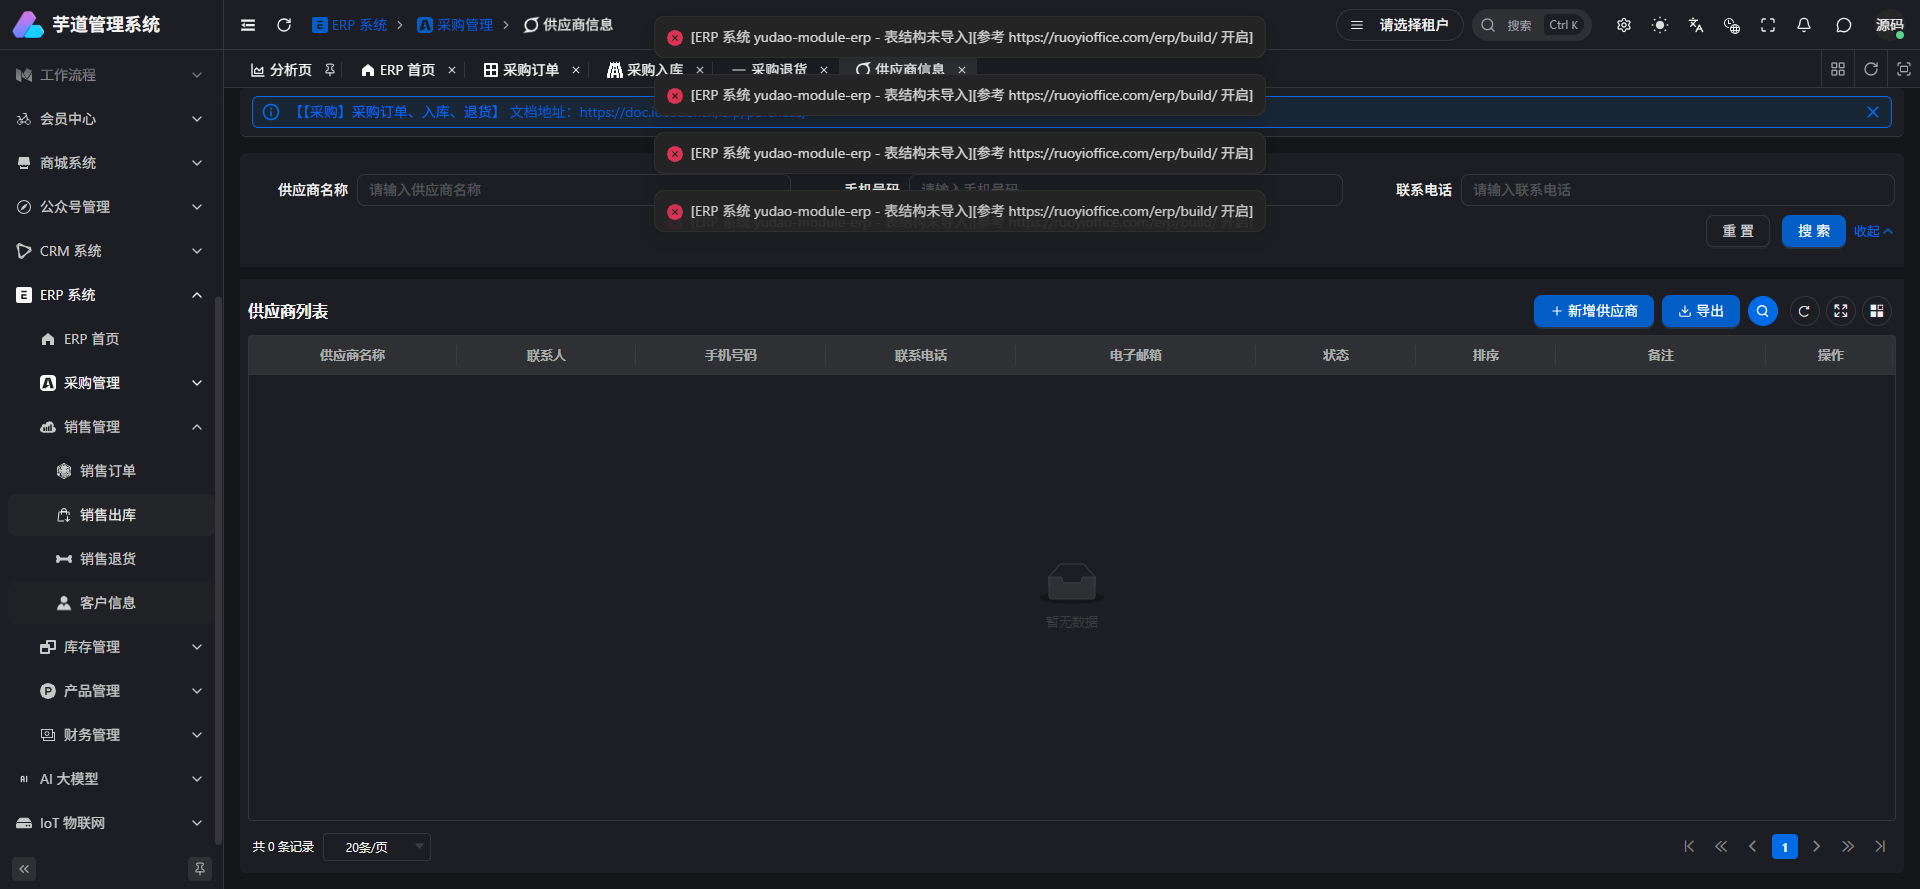 芋道管理系统
ERP 系统
采购管理
供应商信息
请选择租户
搜索
Ctrl K
源码
[ERP 系统 yudao-module-erp - 表结构未导入][参考 https://ruoyioffice.com/erp/build/ 开启]
分析页
ERP 首页
采购订单
采购入库
采购退货
供应商信息
[ERP 系统 yudao-module-erp - 表结构未导入][参考 https://ruoyioffice.com/erp/build/ 开启]
【【采购】采购订单、入库、退货】 文档地址:
[ERP 系统 yudao-module-erp - 表结构未导入][参考 https://ruoyioffice.com/erp/build/ 开启]
供应商名称
请输入供应商名称
手机号码
请输入手机号码
联系电话
请输入联系电话
[ERP 系统 yudao-module-erp - 表结构未导入][参考 https://ruoyioffice.com/erp/build/ 开启]
重 置
搜 索
收起
工作流程
会员中心
商城系统
公众号管理
CRM 系统
ERP 系统
ERP 首页
采购管理
销售管理
销售订单
销售出库
销售退货
客户信息
库存管理
产品管理
财务管理
AI 大模型
IoT 物联网
供应商列表
新增供应商
导出
供应商名称
联系人
手机号码
联系电话
电子邮箱
状态
排序
备注
操作
暂无数据
共 0 条记录
20条/页
1